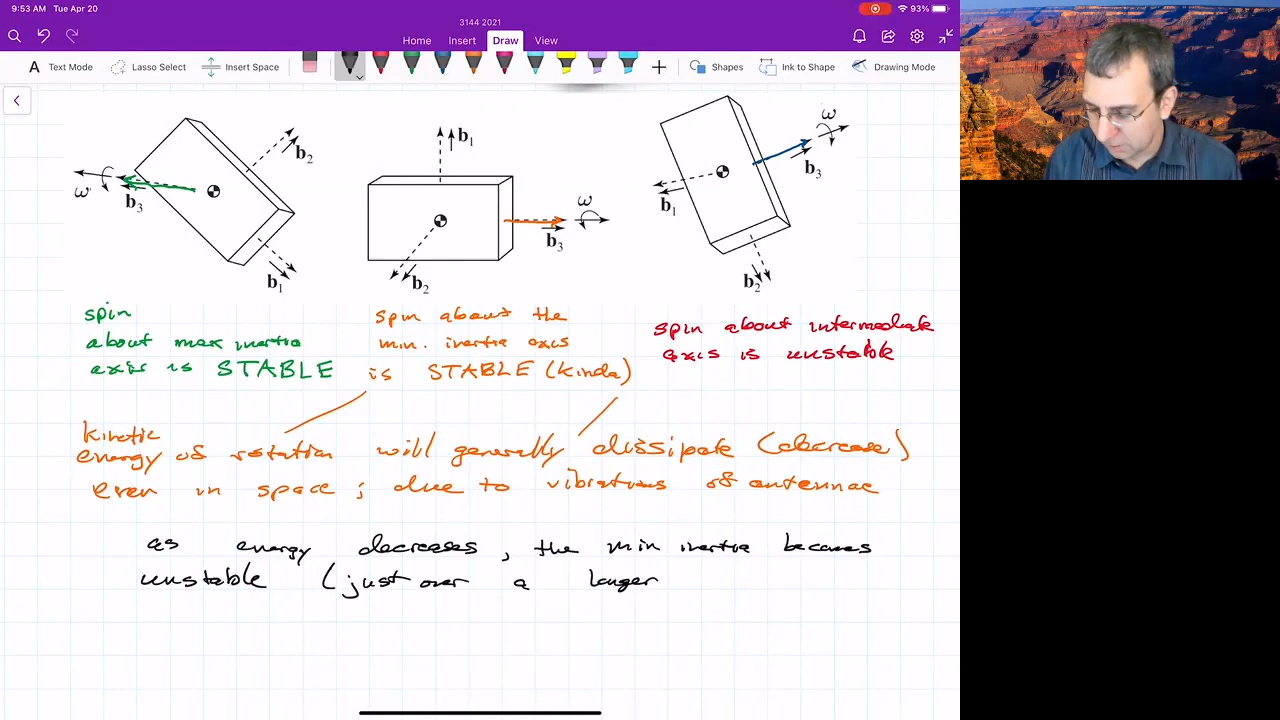 9:53 AM Tue Apr 20
93%
3144 2021
Home Insert Draw View
Text Mode Lasso Select Insert Space Shapes Ink to Shape Drawing Mode
b₂
ω
b₃
b₁
b₁
ω
b₃
b₂
ω
b₃
b₁
b₂
spin
about max inertia
axis is STABLE
spin about the
min. inertia axis
is STABLE (kinda)
spin about intermediate
axis is unstable
kinetic
energy of rotation will generally dissipate (decrease)
even in space ; due to vibrations of antennae
as energy decreases, the min inertia becomes
unstable (just over a longer